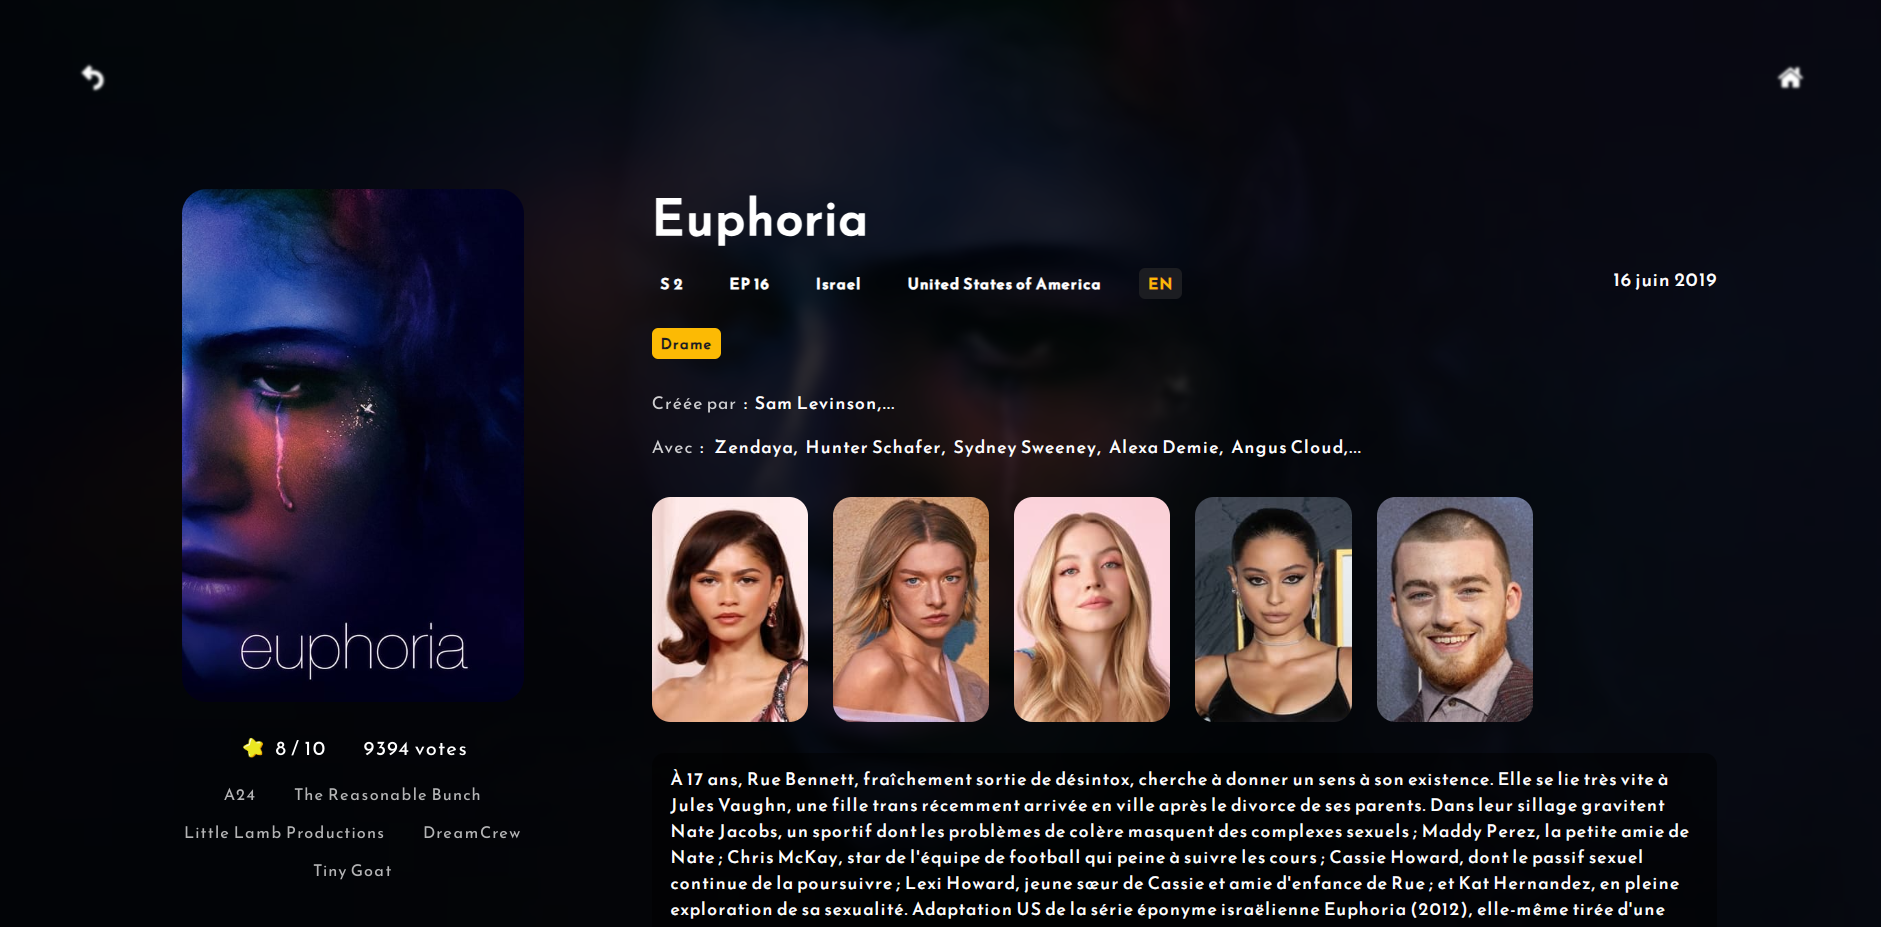 Euphoria
S 2 EP 16 Israel United States of America EN 16 juin 2019
Drame
Créée par : Sam Levinson,...
Avec : Zendaya, Hunter Schafer, Sydney Sweeney, Alexa Demie, Angus Cloud,...
euphoria
8 / 10 9394 votes
A24 The Reasonable Bunch
Little Lamb Productions DreamCrew
Tiny Goat
À 17 ans, Rue Bennett, fraîchement sortie de désintox, cherche à donner un sens à son existence. Elle se lie très vite à
Jules Vaughn, une fille trans récemment arrivée en ville après le divorce de ses parents. Dans leur sillage gravitent
Nate Jacobs, un sportif dont les problèmes de colère masquent des complexes sexuels ; Maddy Perez, la petite amie de
Nate ; Chris McKay, star de l'équipe de football qui peine à suivre les cours ; Cassie Howard, dont le passif sexuel
continue de la poursuivre ; Lexi Howard, jeune sœur de Cassie et amie d'enfance de Rue ; et Kat Hernandez, en pleine
exploration de sa sexualité. Adaptation US de la série éponyme israëlienne Euphoria (2012), elle-même tirée d'une